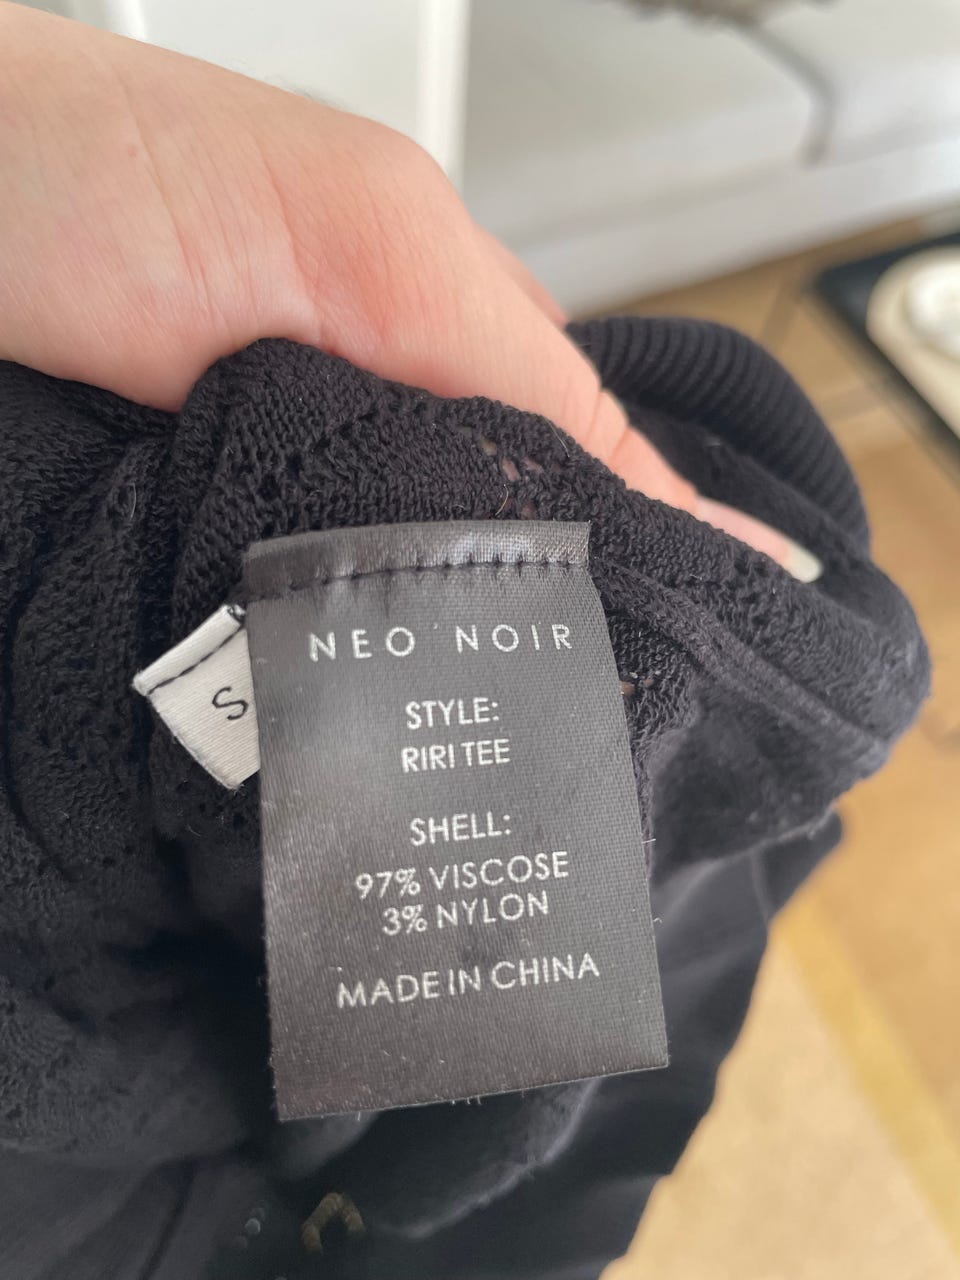 NEO NOIR
STYLE:
RIRI TEE
SHELL:
97% VISCOSE
3% NYLON
MADE IN CHINA
S